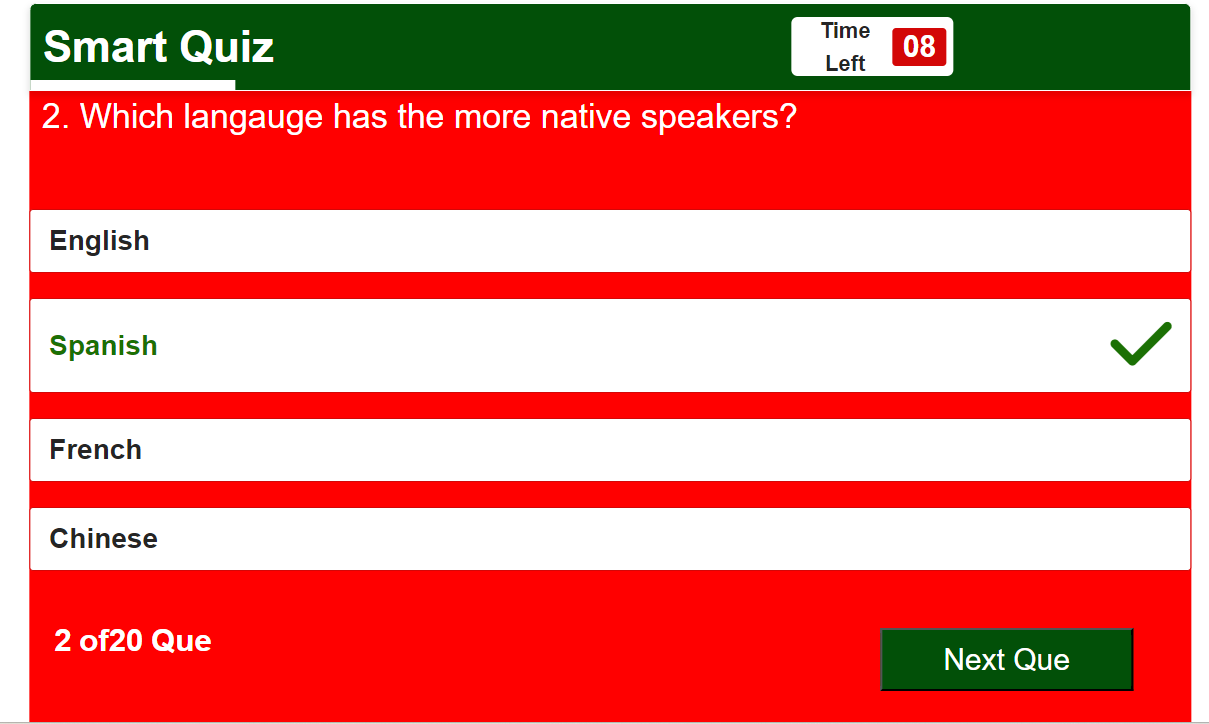 Smart Quiz
Time
Left
08
2. Which langauge has the more native speakers?
English
Spanish
French
Chinese
2 of20 Que
Next Que